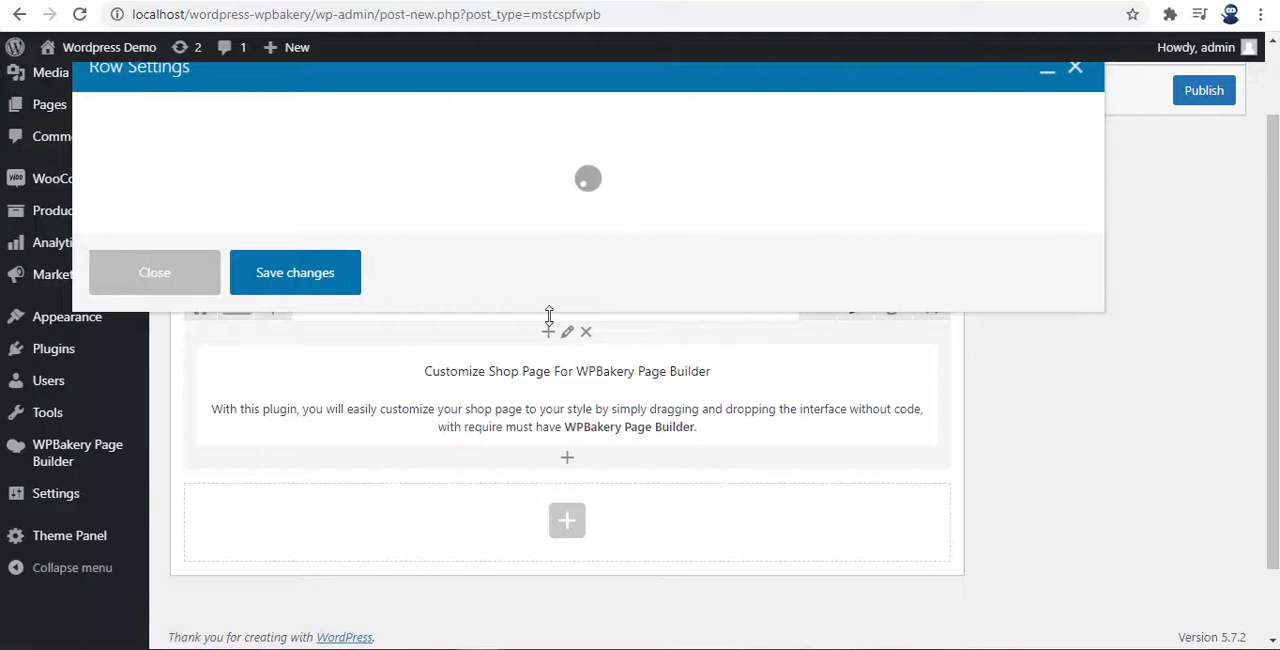 localhost/wordpress-wpbakery/wp-admin/post-new.php?post_type=mstcspfwpb
Wordpress Demo 2 1 New Howdy, admin
Media
Row Settings
Publish
Pages
Comme
WooCo
Produc
Analyti
Market
Close Save changes
Appearance
Plugins
Users
Customize Shop Page For WPBakery Page Builder
Tools
With this plugin, you will easily customize your shop page to your style by simply dragging and dropping the interface without code,
with require must have WPBakery Page Builder.
WPBakery Page
Builder
Settings
Theme Panel
Collapse menu
Thank you for creating with WordPress.
Version 5.7.2